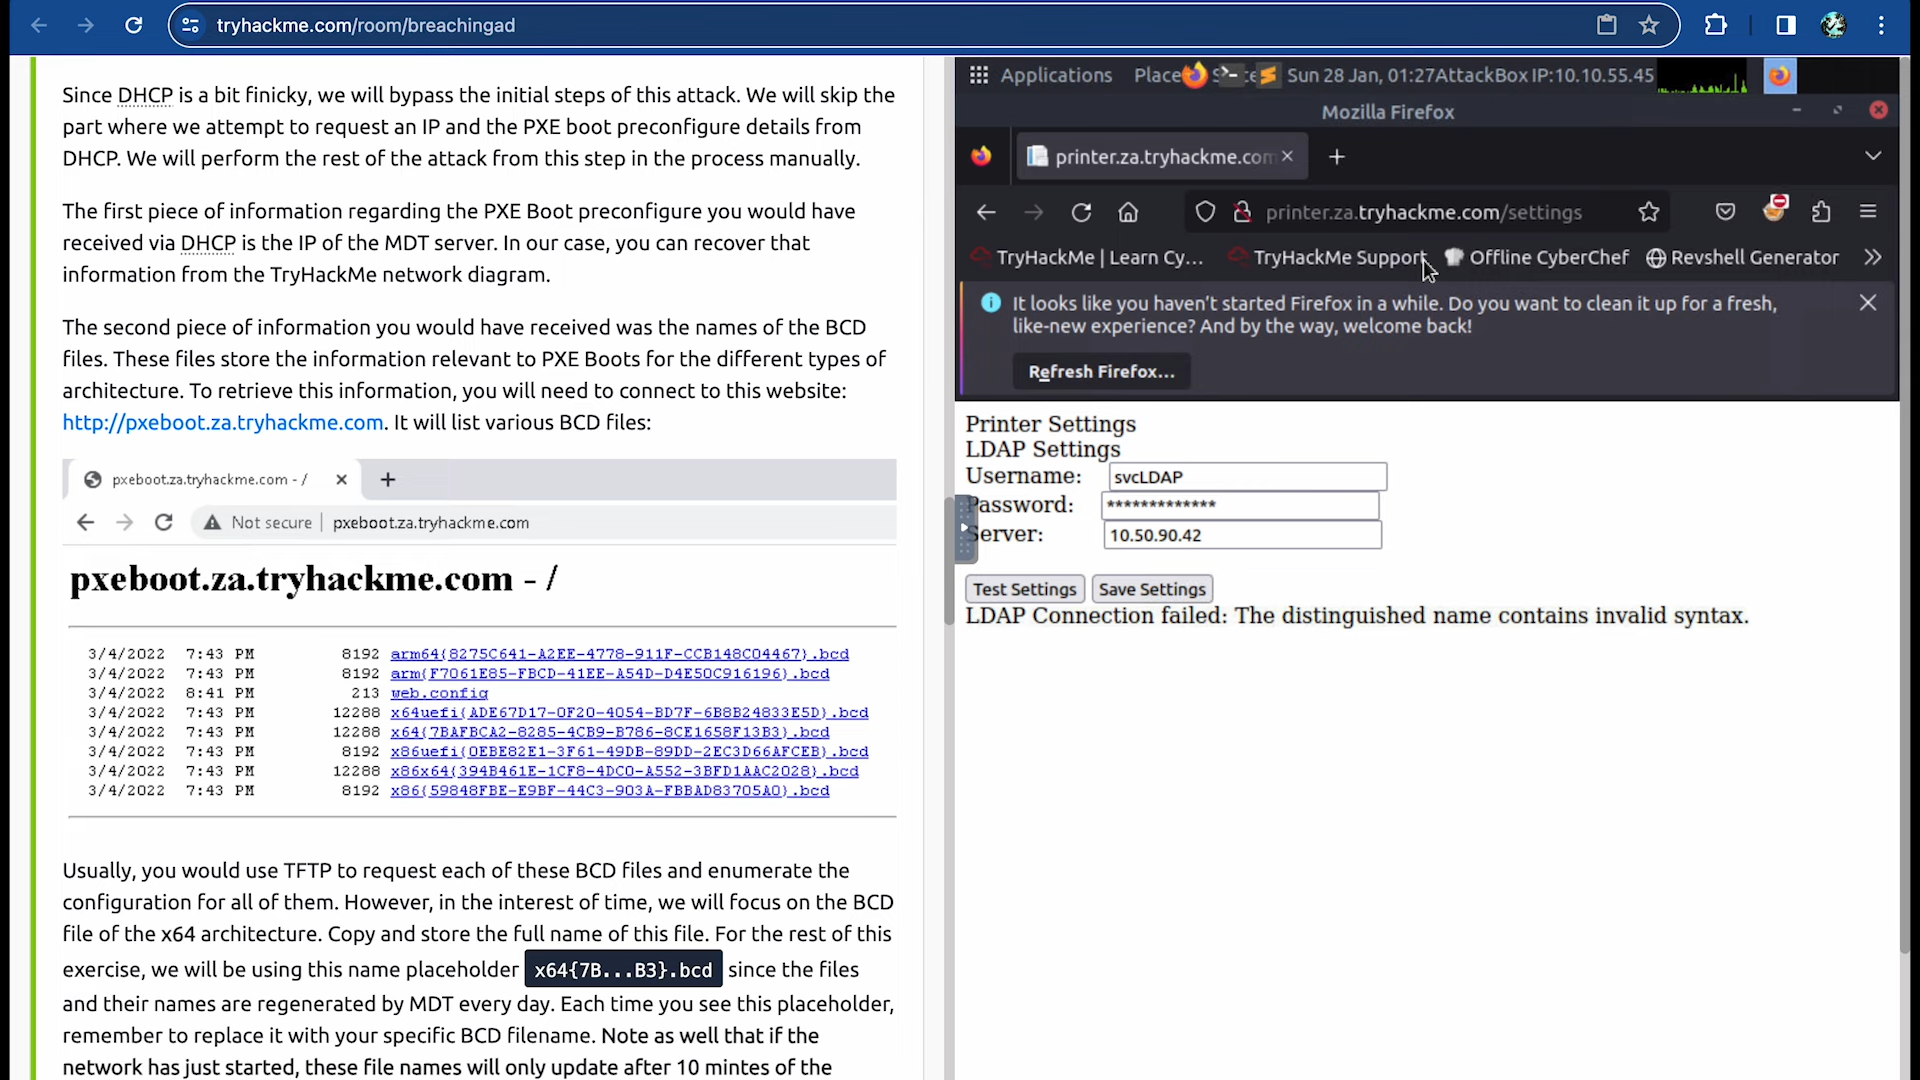 tryhackme.com/room/breachingad
Since DHCP is a bit finicky, we will bypass the initial steps of this attack. We will skip the
part where we attempt to request an IP and the PXE boot preconfigure details from
DHCP. We will perform the rest of the attack from this step in the process manually.
The first piece of information regarding the PXE Boot preconfigure you would have
received via DHCP is the IP of the MDT server. In our case, you can recover that
information from the TryHackMe network diagram.
The second piece of information you would have received was the names of the BCD
files. These files store the information relevant to PXE Boots for the different types of
architecture. To retrieve this information, you will need to connect to this website:
http://pxeboot.za.tryhackme.com. It will list various BCD files:
pxeboot.za.tryhackme.com - /
Not secure pxeboot.za.tryhackme.com
pxeboot.za.tryhackme.com - /
3/4/2022 7:43 PM 8192 arm64{8275C641-A2EE-4778-911F-CCB148C04467}.bcd
3/4/2022 7:43 PM 8192 arm{F7061E85-FBCD-41EE-A54D-D4E50C916196}.bcd
3/4/2022 8:41 PM 213 web.config
3/4/2022 7:43 PM 12288 x64uefi{ADE67D17-0F20-4054-BD7F-6B8B24833E5D}.bcd
3/4/2022 7:43 PM 12288 x64{7BAFBCA2-8285-4CB9-B786-8CE1658F13B3}.bcd
3/4/2022 7:43 PM 8192 x86uefi{0EBE82E1-3F61-49DB-89DD-2EC3D66AFCEB}.bcd
3/4/2022 7:43 PM 12288 x86x64{394B461E-1CF8-4DC0-A552-3BFD1AAC2028}.bcd
3/4/2022 7:43 PM 8192 x86{59848FBE-E9BF-44C3-903A-FBBAD83705A0}.bcd
Usually, you would use TFTP to request each of these BCD files and enumerate the
configuration for all of them. However, in the interest of time, we will focus on the BCD
file of the x64 architecture. Copy and store the full name of this file. For the rest of this
exercise, we will be using this name placeholder x64{7B...B3}.bcd since the files
and their names are regenerated by MDT every day. Each time you see this placeholder,
remember to replace it with your specific BCD filename. Note as well that if the
network has just started, these file names will only update after 10 mintes of the
Applications Place Sun 28 Jan, 01:27 AttackBox IP:10.10.55.45
Mozilla Firefox
printer.za.tryhackme.com
printer.za.tryhackme.com/settings
TryHackMe | Learn Cy... TryHackMe Support Offline CyberChef Revshell Generator
It looks like you haven't started Firefox in a while. Do you want to clean it up for a fresh,
like-new experience? And by the way, welcome back!
Refresh Firefox...
Printer Settings
LDAP Settings
Username: svcLDAP
Password: *************
Server: 10.50.90.42
Test Settings Save Settings
LDAP Connection failed: The distinguished name contains invalid syntax.